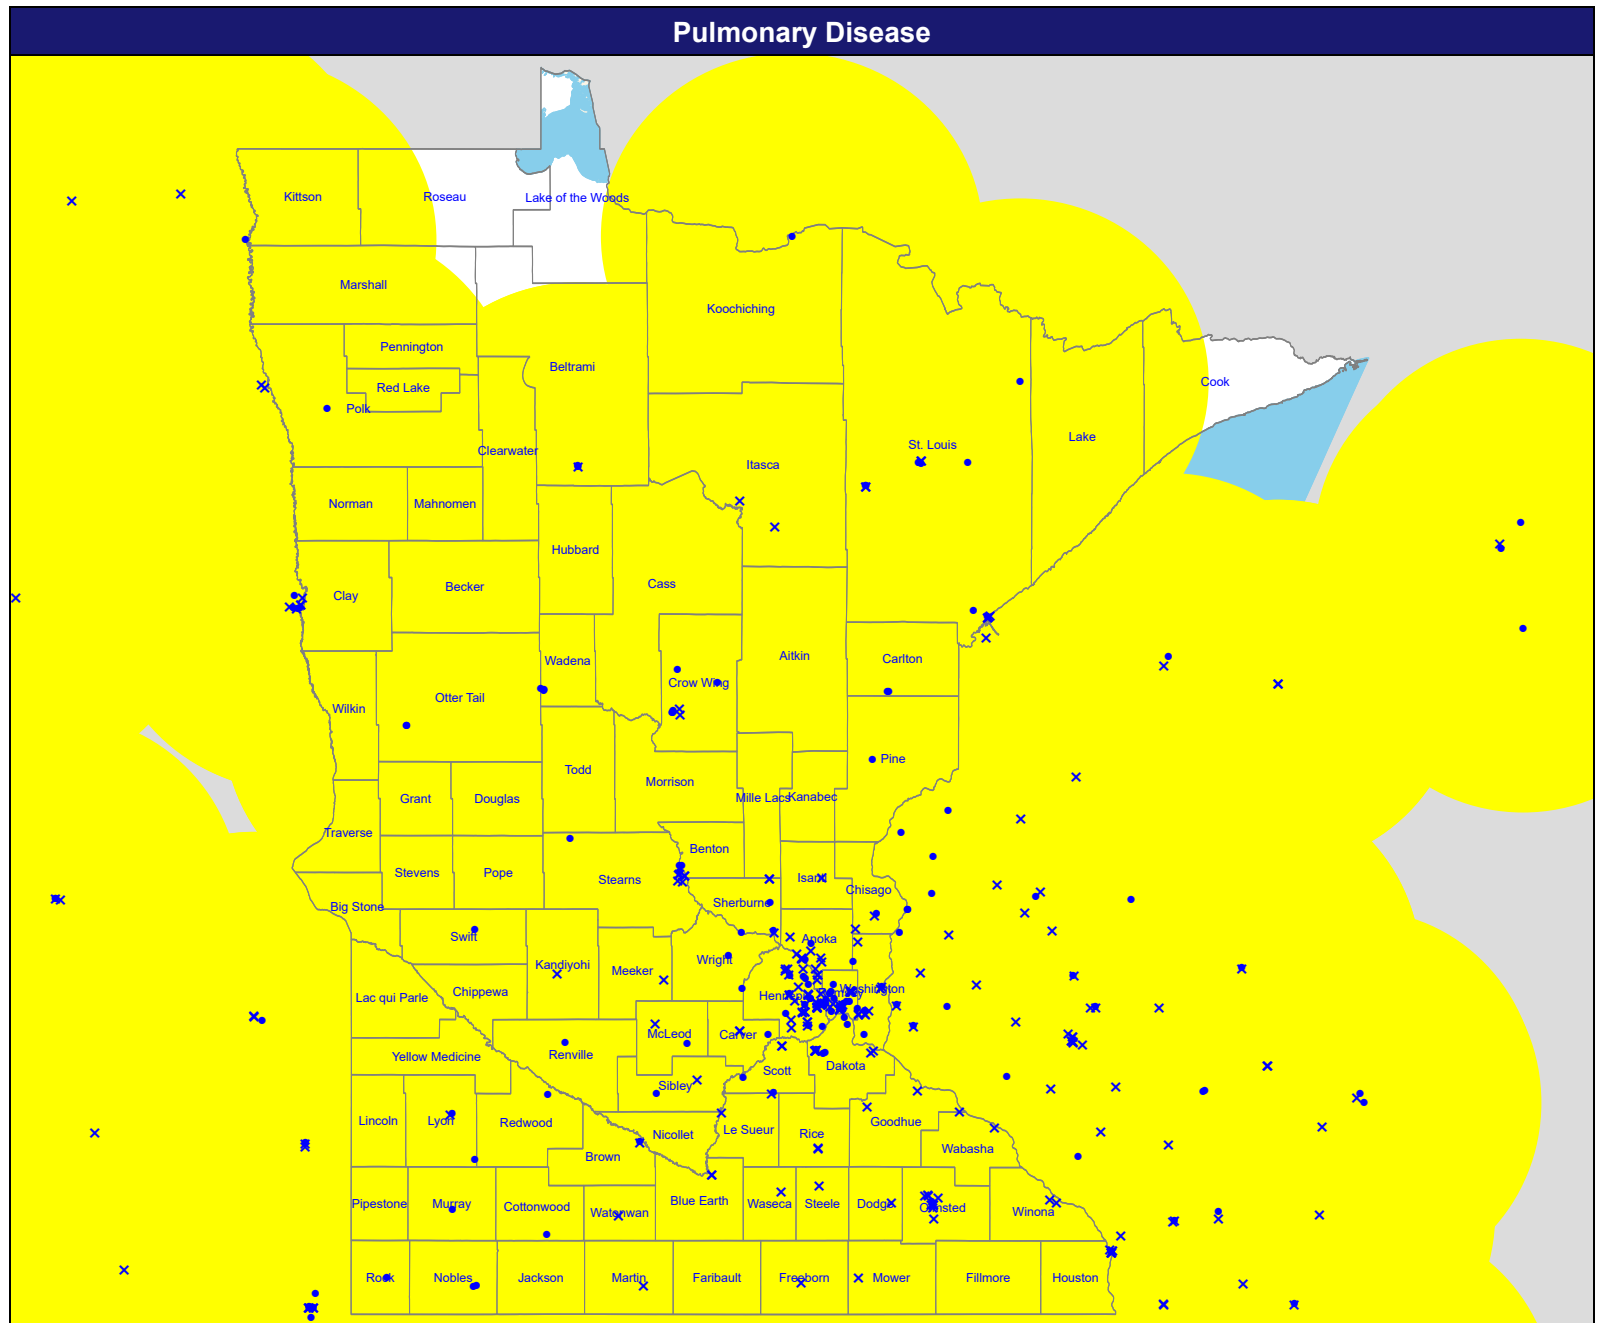 Pulmonary Disease
Kittson
Roseau
Lake of the Woods
Marshall
Koochiching
Pennington
Beltrami
Red Lake
Cook
Polk
Lake
St. Louis
Clearwater
Itasca
Norman
Mahnomen
Hubbard
Cass
Becker
Clay
Aitkin
Carlton
Wadena
Crow Wing
Otter Tail
Wilkin
Pine
Todd
Morrison
Grant
Douglas
Mille Lacs
Kanabec
Traverse
Benton
Stevens
Pope
Stearns
Isanti
Chisago
Sherburne
Big Stone
Swift
Anoka
Wright
Kandiyohi
Meeker
Chippewa
Washington
Hennepin
Ramsey
Lac qui Parle
McLeod
Carver
Renville
Yellow Medicine
Dakota
Scott
Sibley
Lincoln
Lyon
Redwood
Goodhue
Le Sueur
Nicollet
Rice
Wabasha
Brown
Pipestone
Murray
Cottonwood
Watonwan
Blue Earth
Waseca
Steele
Dodge
Olmsted
Winona
Rock
Nobles
Jackson
Martin
Faribault
Freeborn
Mower
Fillmore
Houston